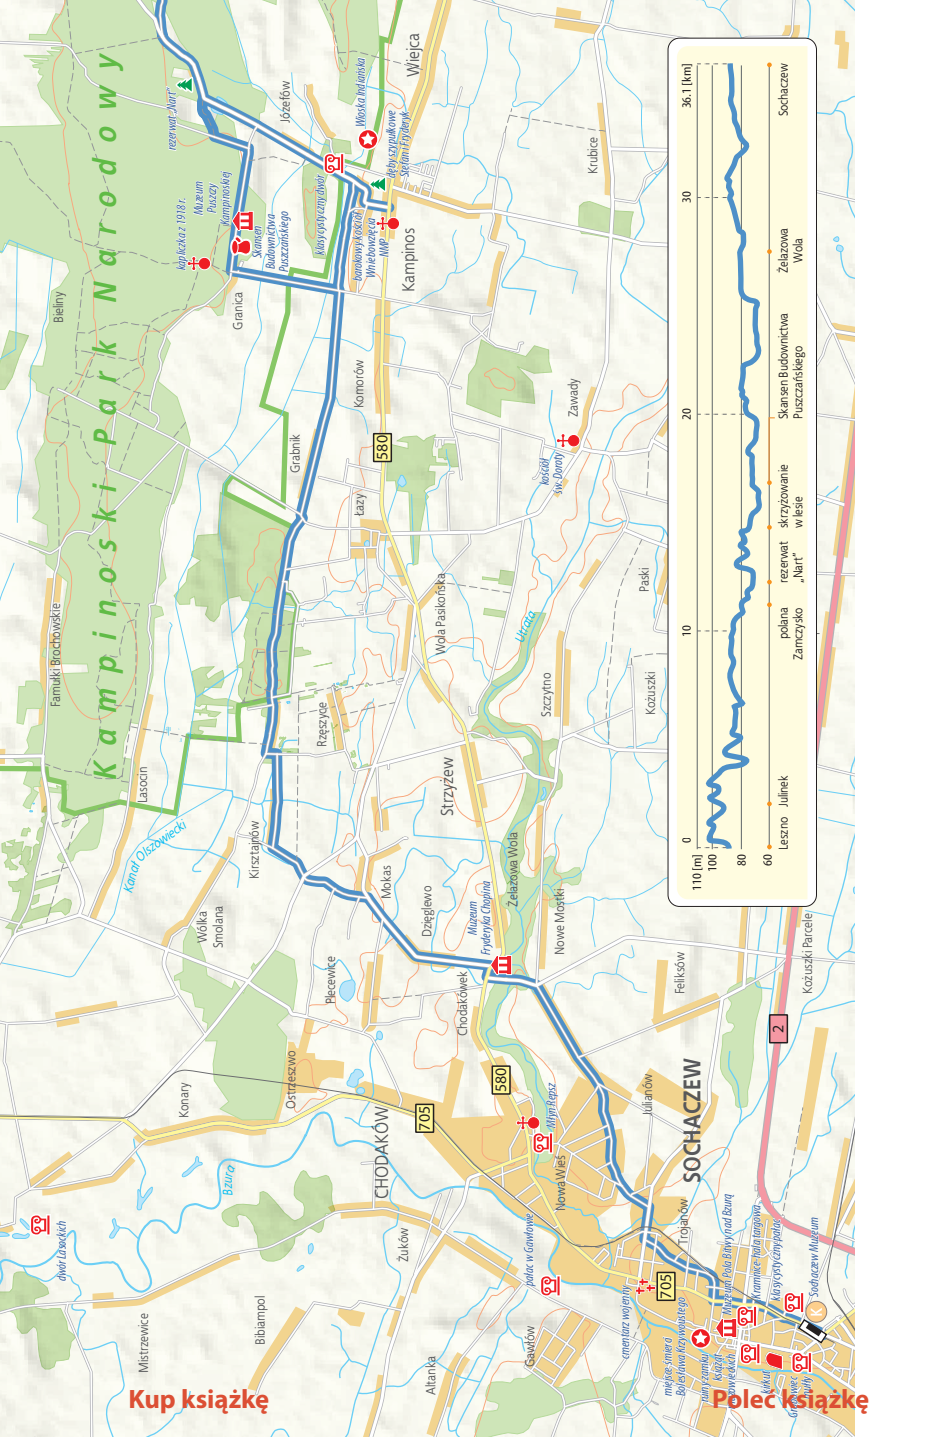 Kampinoski Park Narodowy
rezerwat „Nart”
Józefów
Wioska Indiańska
Wiejca
dęby szypułkowe
Stefan i Fryderyk
Krubice
kapliczka z 1918 r.
Muzeum
Puszczy
Kampinoskiej
Skansen
Budownictwa
Puszczańskiego
klasycystyczny dwór
barokowy kościół
Wniebowzięcia
NMP
Kampinos
Bieliny
Granica
Komorów
Grabnik
Zawady
580
kościół
św. Doroty
Łazy
Famułki Brochowskie
Wola Pasikońska
Paski
Utrata
Lasocin
Rzęszyce
Szczytno
Kożuszki
Strzyżew
Kanał Olszowiecki
Kirsztajnów
Mokas
Żelazowa Wola
Wólka
Smolana
Dzięglewo
Muzeum
Fryderyka Chopina
Nowe Mostki
Plecewice
Chodakówek
Feliksów
Kożuszki Parcele
2
Konary
Ostrzeszwo
580
705
CHODAKÓW
Młyn Repsz
Julianów
SOCHACZEW
Bzura
Nowa Wieś
dwór Lasockich
Żuków
pałac w Gawłowie
Trojanów
Muzeum Pola Bitwy nad Bzurą
Kramnice-hala targowa
klasycystyczny pałac
Sochaczew Muzeum
705
K
cmentarz wojenny
Mistrzewice
Bibiampol
Altanka
Gawłów
miejsce śmierci
Bolesława Krzywoustego
ruiny zamku
książąt
mazowieckich
kirkut
110 [m]
100
80
60
0
10
20
30
36.1 [km]
Leszno
Julinek
polana
Zamczysko
rezerwat
„Nart”
skrzyżowanie
w lesie
Skansen Budownictwa
Puszczańskiego
Żelazowa
Wola
Sochaczew
Kup książkę
Poleć książkę